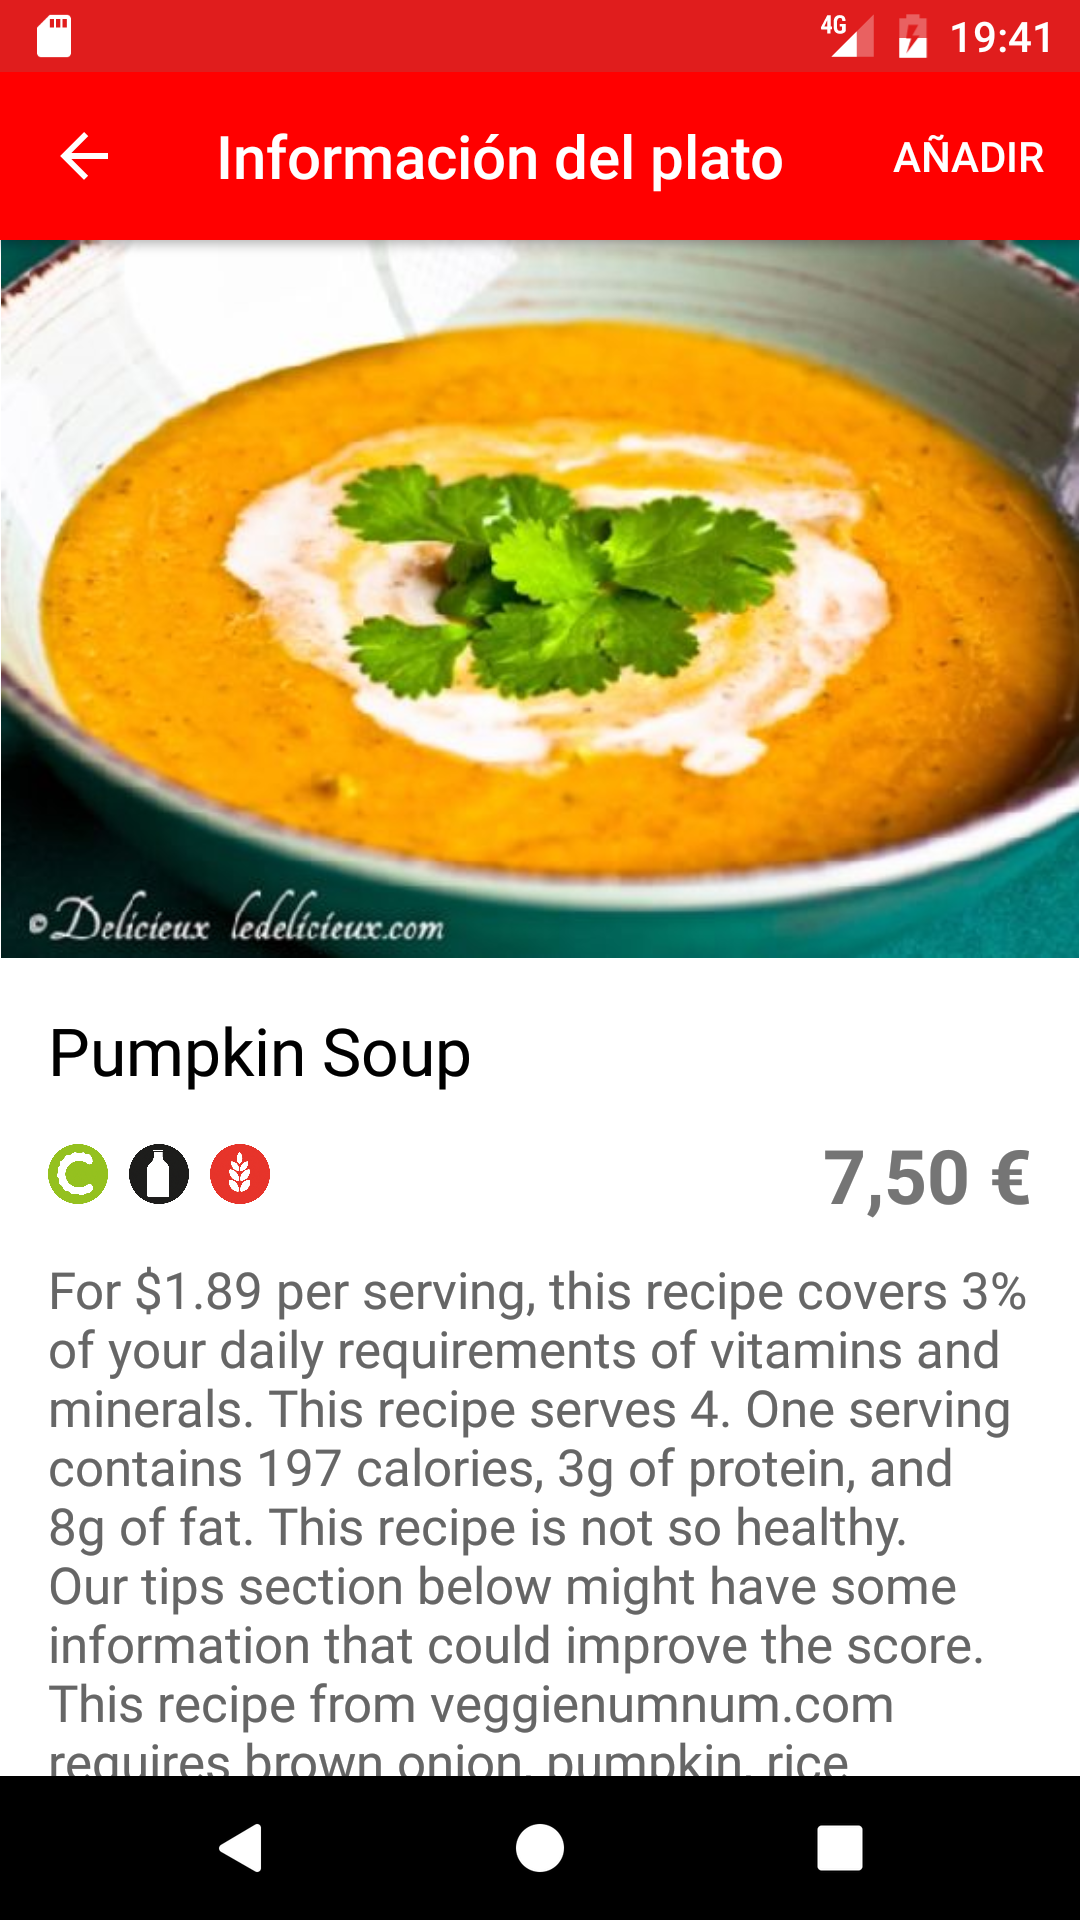 4G 19:41
Información del plato AÑADIR
©Delicieux ledelicieux.com
Pumpkin Soup
7,50 €
For $1.89 per serving, this recipe covers 3%
of your daily requirements of vitamins and
minerals. This recipe serves 4. One serving
contains 197 calories, 3g of protein, and
8g of fat. This recipe is not so healthy.
Our tips section below might have some
information that could improve the score.
This recipe from veggienumnum.com
requires brown onion, pumpkin, rice